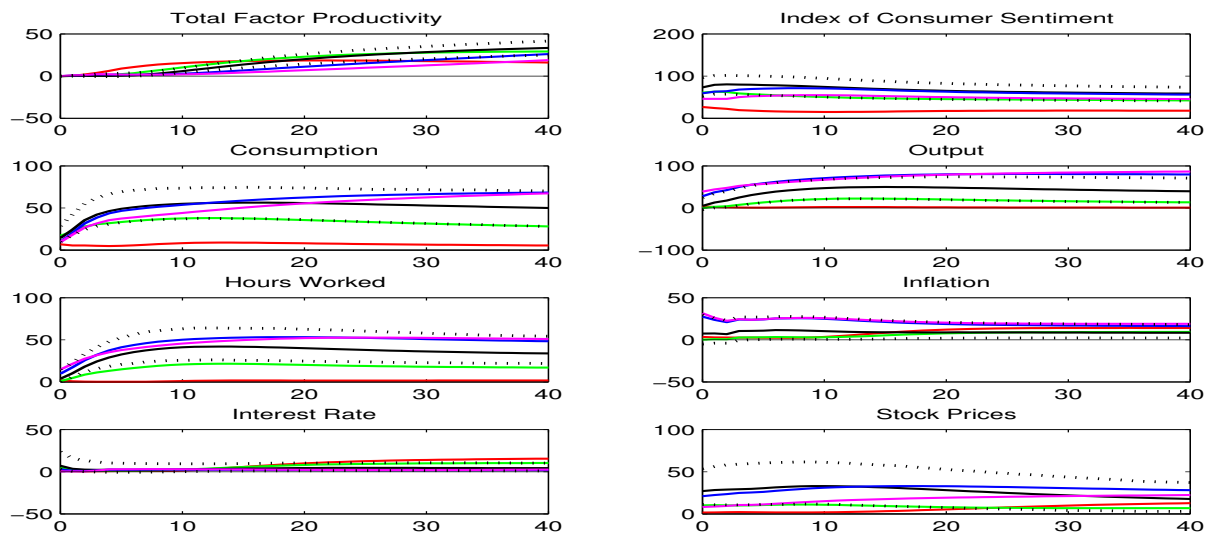 Total Factor Productivity
50
0
−50
0 10 20 30 40
Index of Consumer Sentiment
200
100
0
0 10 20 30 40
Consumption
100
50
0
0 10 20 30 40
Output
100
0
−100
0 10 20 30 40
Hours Worked
100
50
0
0 10 20 30 40
Inflation
50
0
−50
0 10 20 30 40
Interest Rate
50
0
−50
0 10 20 30 40
Stock Prices
100
50
0
0 10 20 30 40